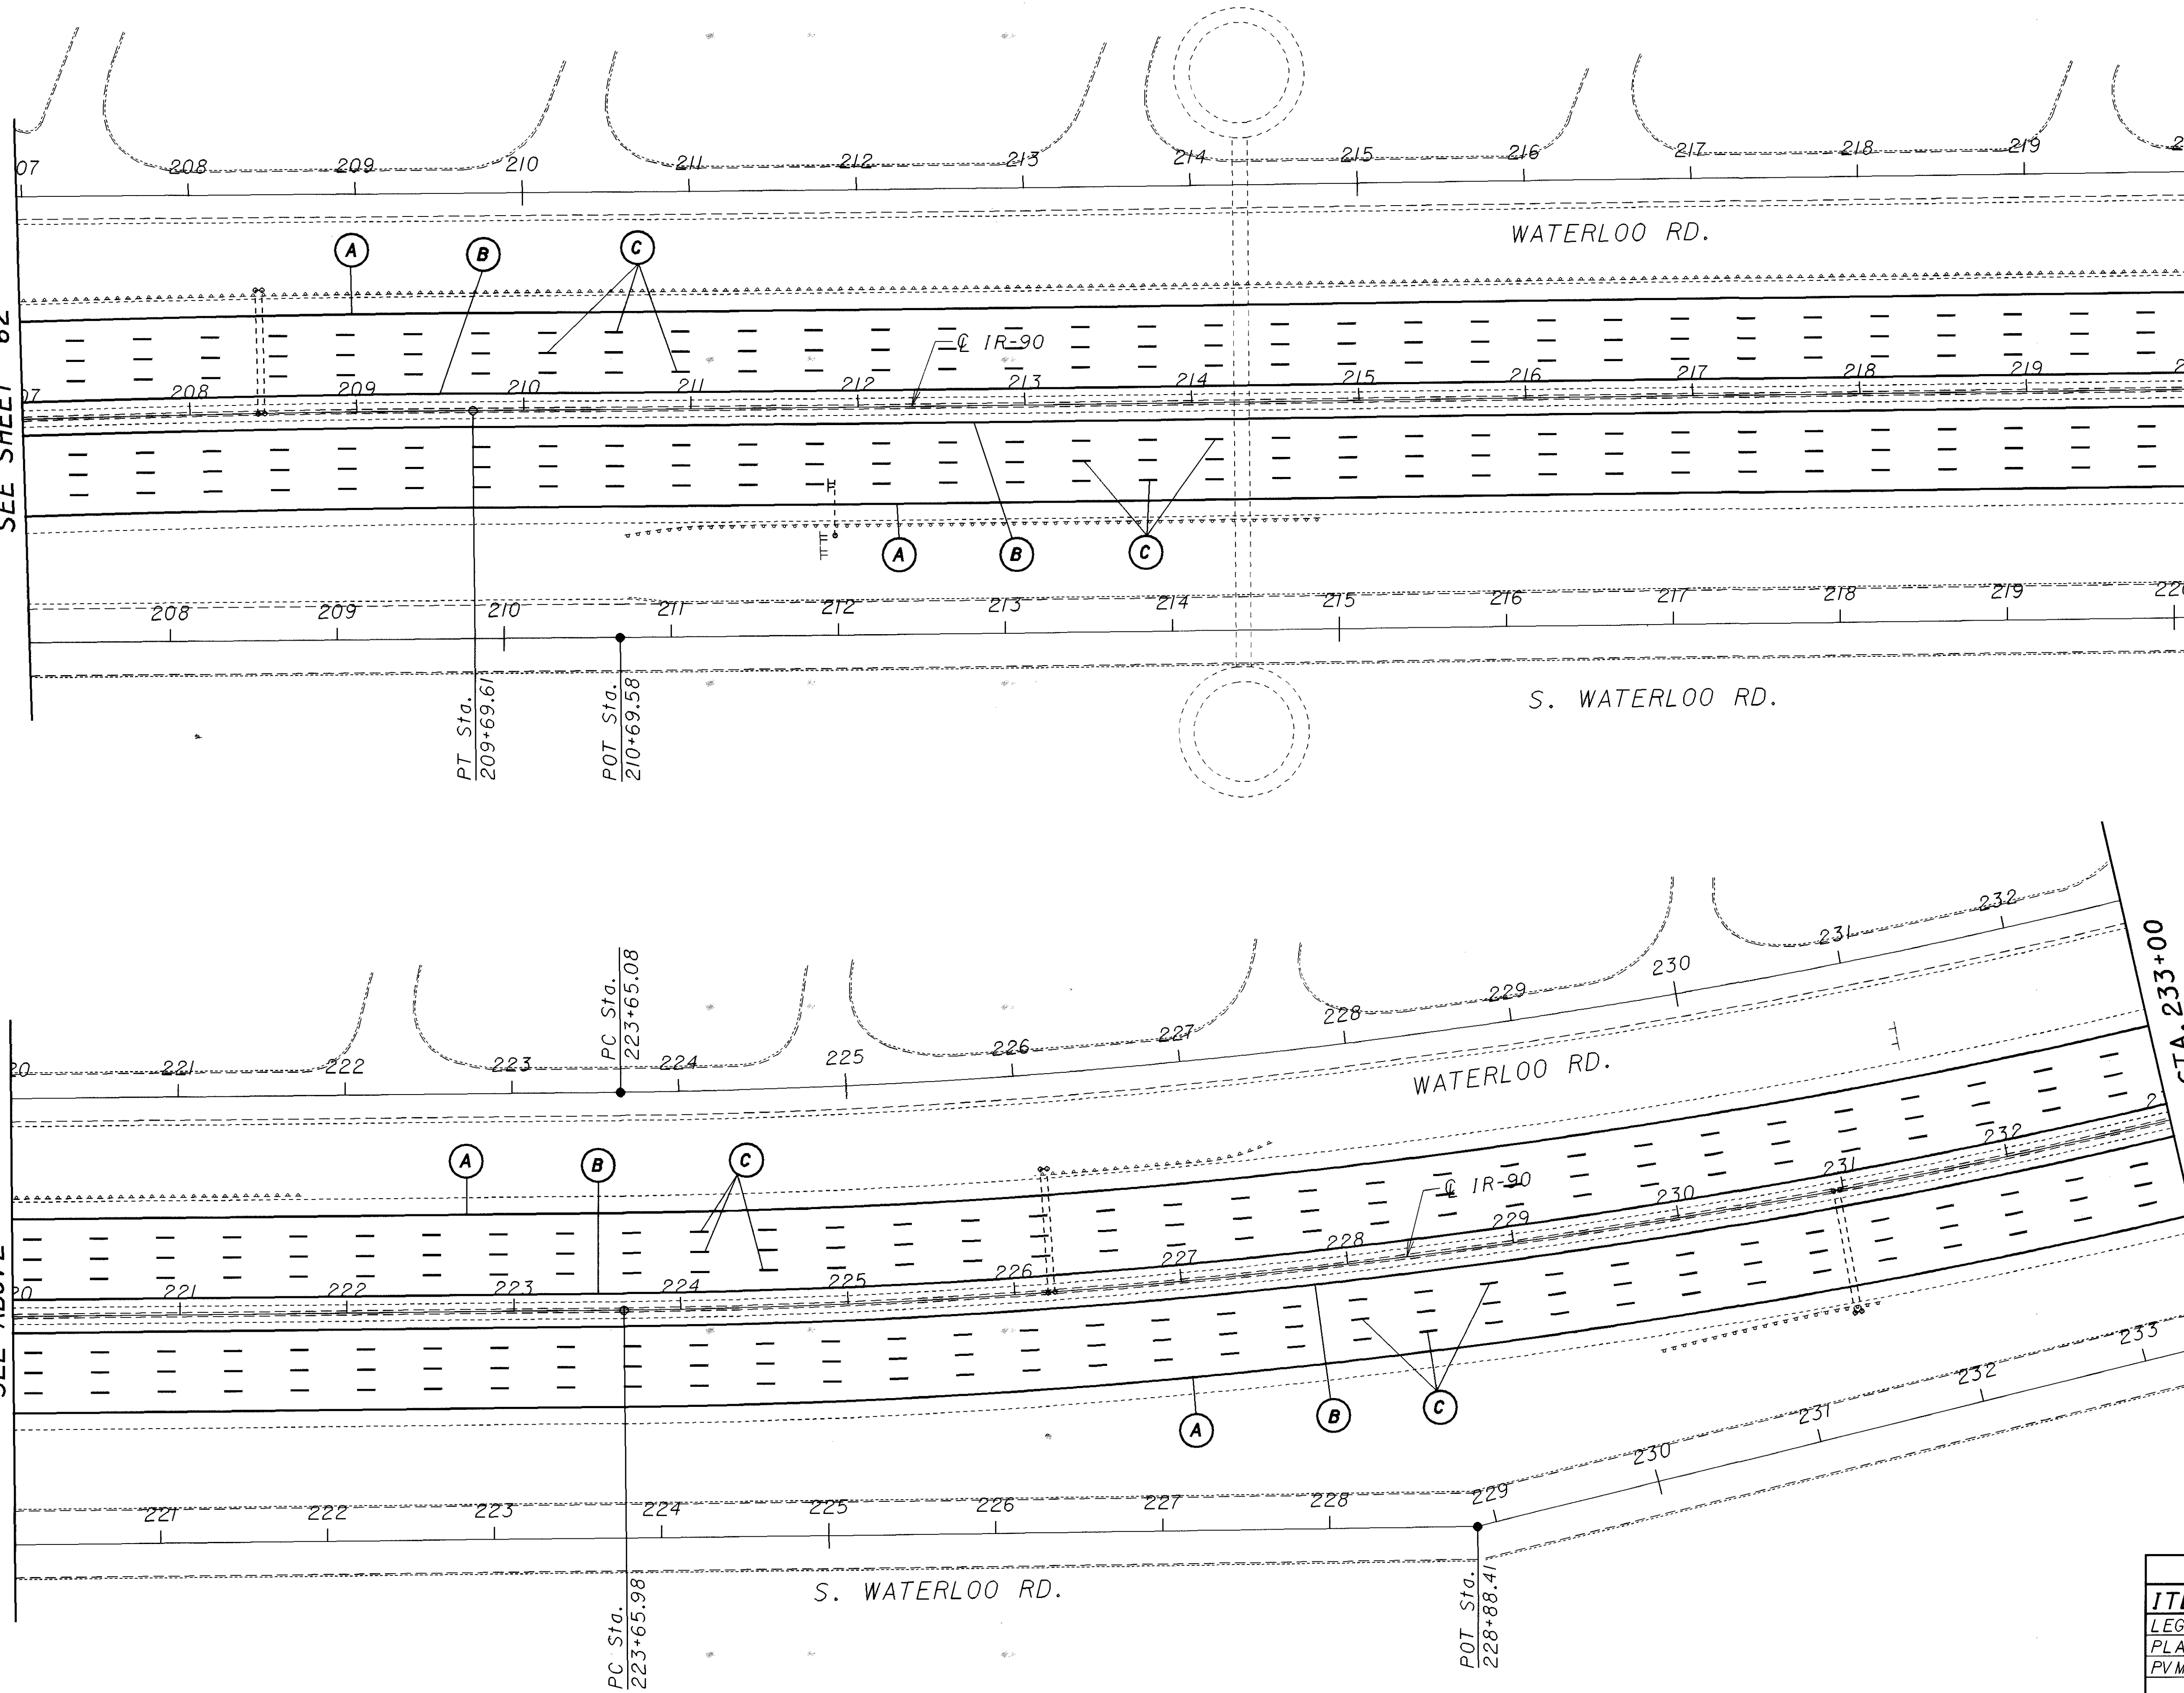 208 209 210 211 212 213 214 215 216 217 218 219
07
WATERLOO RD.
A B C
SEE SHEET
℄ IR-90
208 209 210 211 212 213 214 215 216 217 218 219
A B C
208 209 210 211 212 213 214 215 216 217 218 219
PT Sta.
209+69.61
POT Sta.
210+69.58
S. WATERLOO RD.
STA. 233+00
PC Sta.
223+65.08
221 222 223 224 225 226 227 228 229 230 231 232
WATERLOO RD.
A B C
℄ IR-90
221 222 223 224 225 226 227 228 229 230 231 232
A B C
221 222 223 224 225 226 227 228 229 230 231 232 233
S. WATERLOO RD.
PC Sta.
223+65.98
POT Sta.
228+88.41